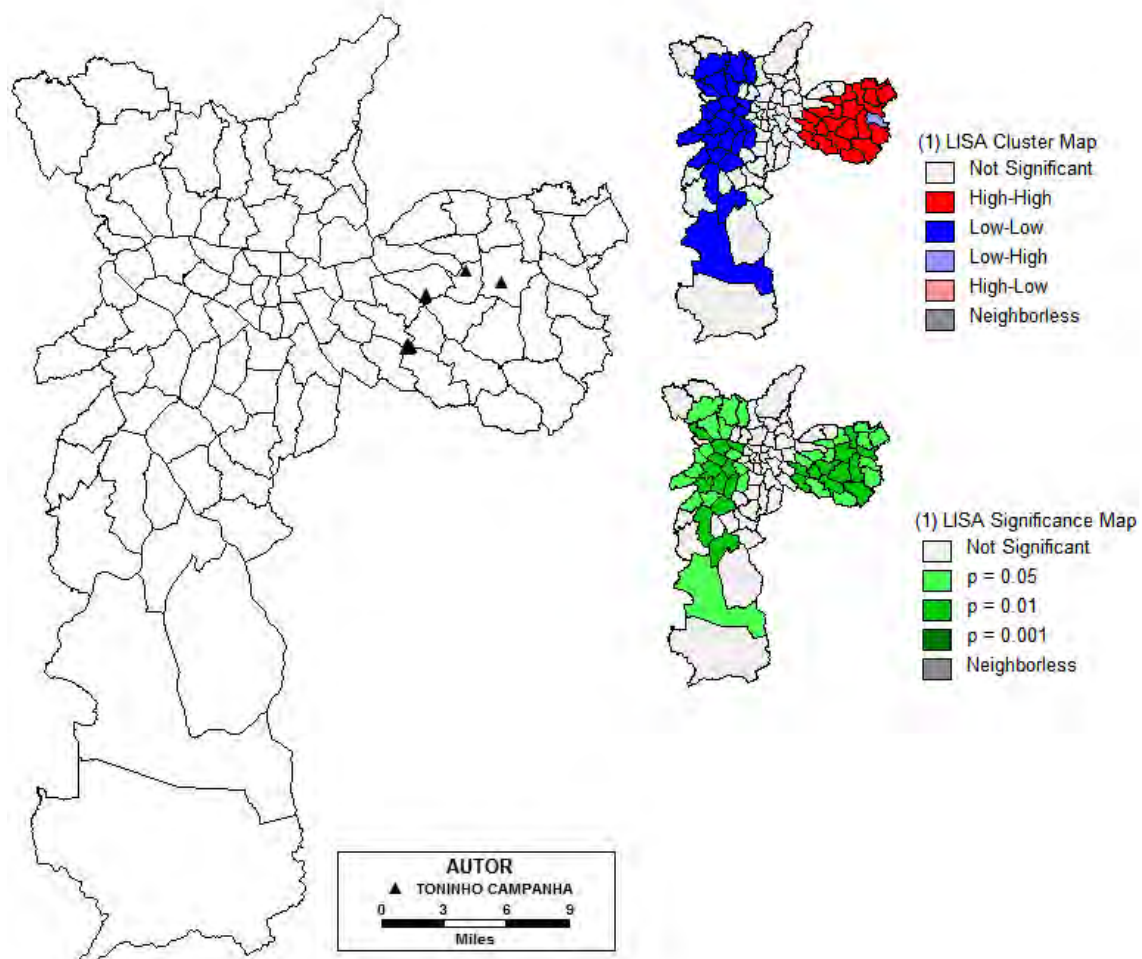 (1) LISA Cluster Map
Not Significant
High-High
Low-Low
Low-High
High-Low
Neighborless
(1) LISA Significance Map
Not Significant
p = 0.05
p = 0.01
p = 0.001
Neighborless
AUTOR
TONINHO CAMPANHA
0 3 6 9
Miles